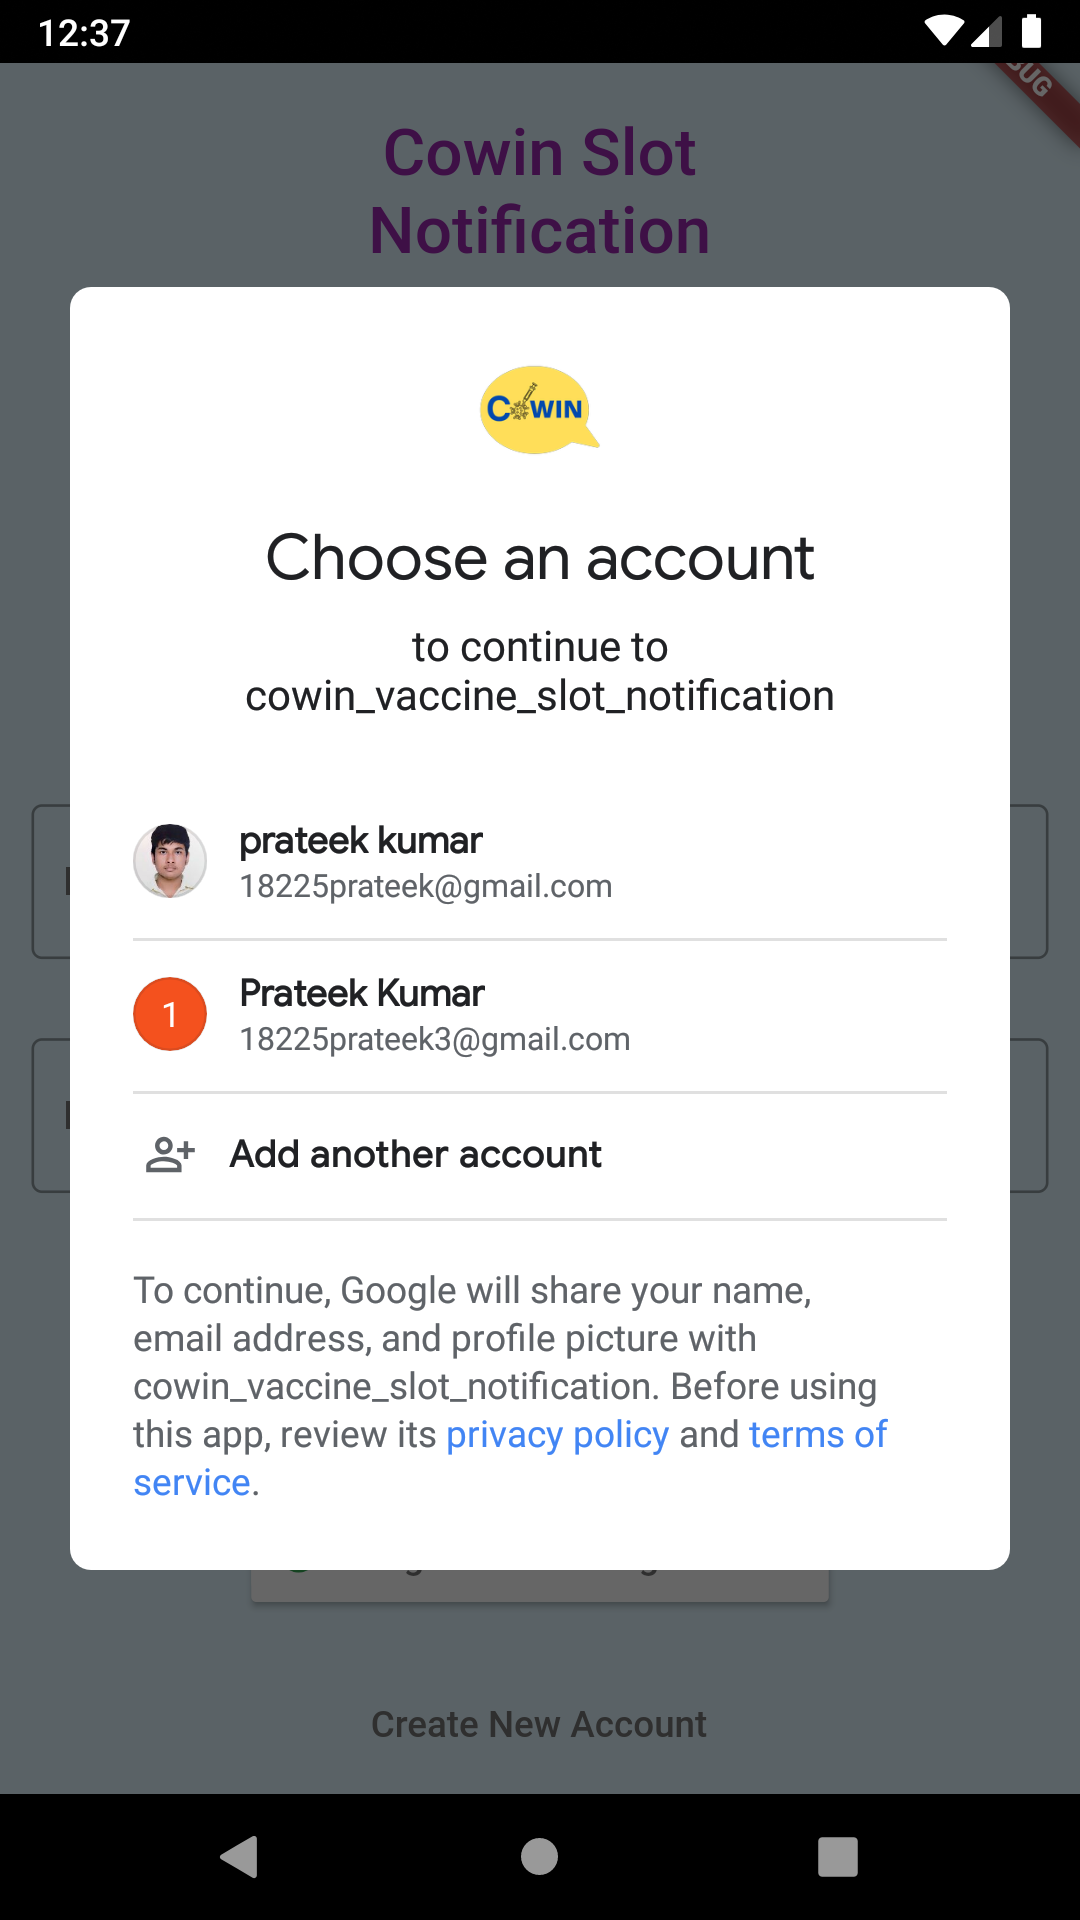 12:37
Cowin Slot
Notification
COWIN
Choose an account
to continue to
cowin_vaccine_slot_notification
prateek kumar
18225prateek@gmail.com
1
Prateek Kumar
18225prateek3@gmail.com
Add another account
To continue, Google will share your name,
email address, and profile picture with
cowin_vaccine_slot_notification. Before using
this app, review its privacy policy and terms of
service.
Create New Account